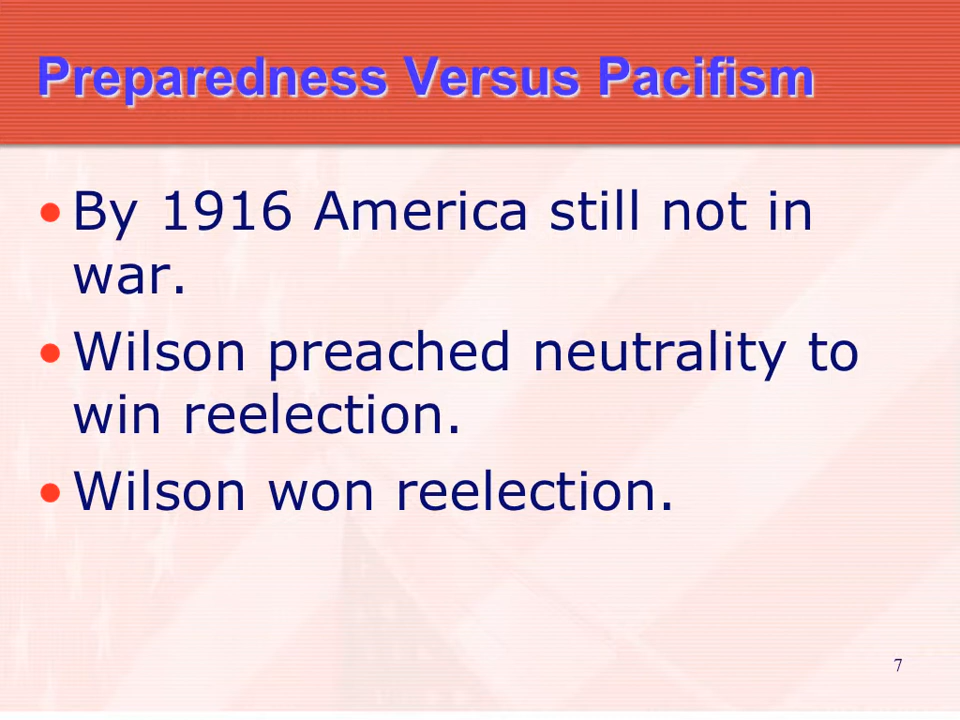 Preparedness Versus Pacifism
• By 1916 America still not in
war.
• Wilson preached neutrality to
win reelection.
• Wilson won reelection.
7